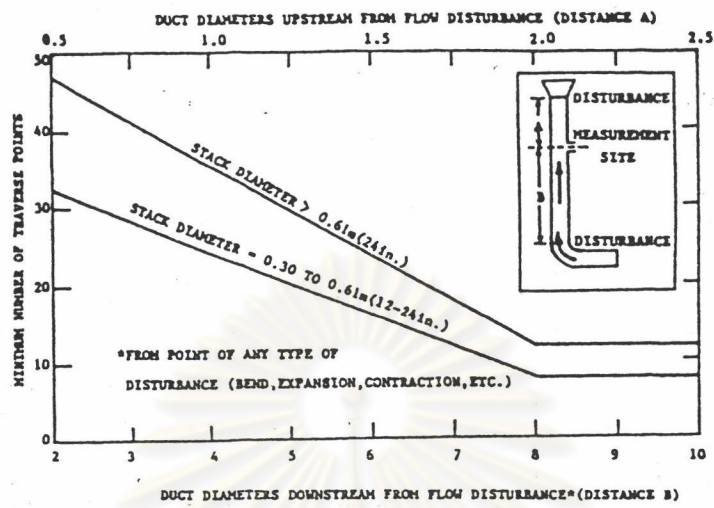 DUCT DIAMETERS UPSTREAM FROM FLOW DISTURBANCE (DISTANCE A)
0.5 1.0 1.5 2.0 2.5
50
40
30
20
10
0
MINIMUM NUMBER OF TRAVERSE POINTS
STACK DIAMETER > 0.61m(24in.)
STACK DIAMETER = 0.30 TO 0.61m(12-24in.)
DISTURBANCE
A
MEASUREMENT
SITE
B
DISTURBANCE
*FROM POINT OF ANY TYPE OF
DISTURBANCE (BEND,EXPANSION,CONTRACTION,ETC.)
2 3 4 5 6 7 8 9 10
DUCT DIAMETERS DOWNSTREAM FROM FLOW DISTURBANCE*(DISTANCE B)